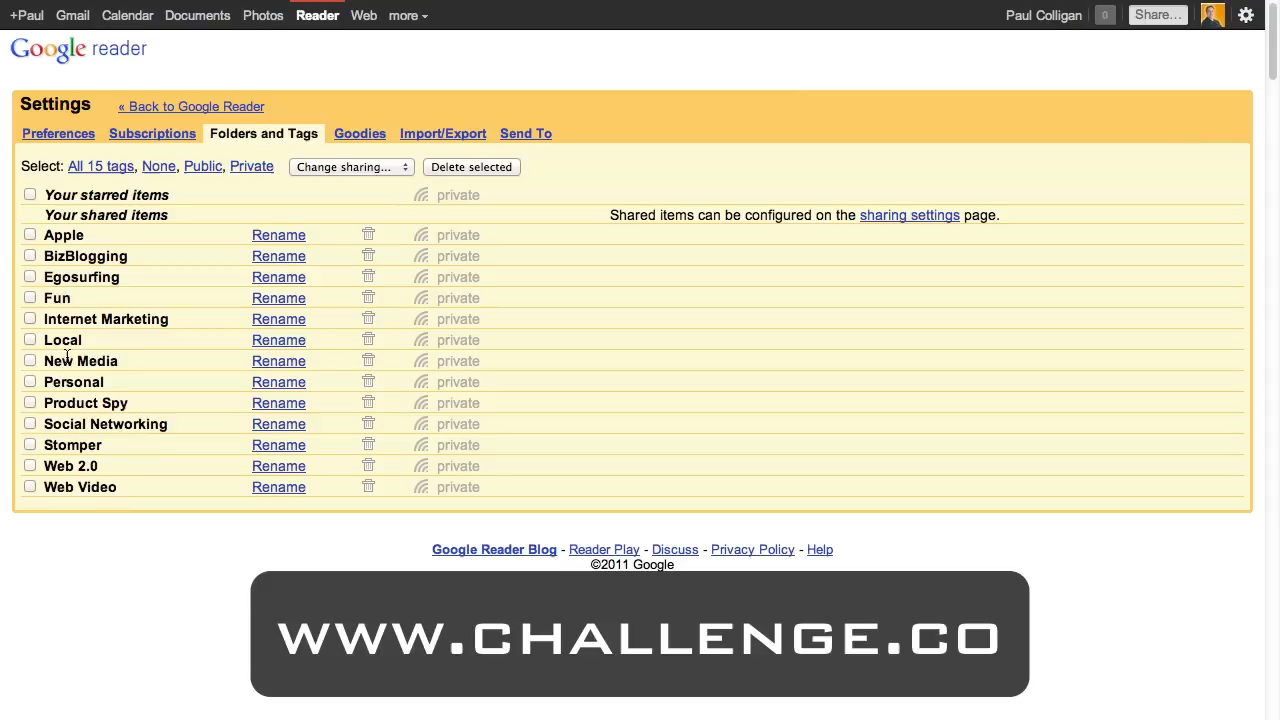 +Paul Gmail Calendar Documents Photos Reader Web more Paul Colligan 0 Share...
Google reader
Settings « Back to Google Reader
Preferences Subscriptions Folders and Tags Goodies Import/Export Send To
Select: All 15 tags, None, Public, Private Change sharing... Delete selected
Your starred items private
Your shared items Shared items can be configured on the sharing settings page.
Apple Rename private
BizBlogging Rename private
Egosurfing Rename private
Fun Rename private
Internet Marketing Rename private
Local Rename private
New Media Rename private
Personal Rename private
Product Spy Rename private
Social Networking Rename private
Stomper Rename private
Web 2.0 Rename private
Web Video Rename private
Google Reader Blog - Reader Play - Discuss - Privacy Policy - Help
©2011 Google
WWW.CHALLENGE.CO